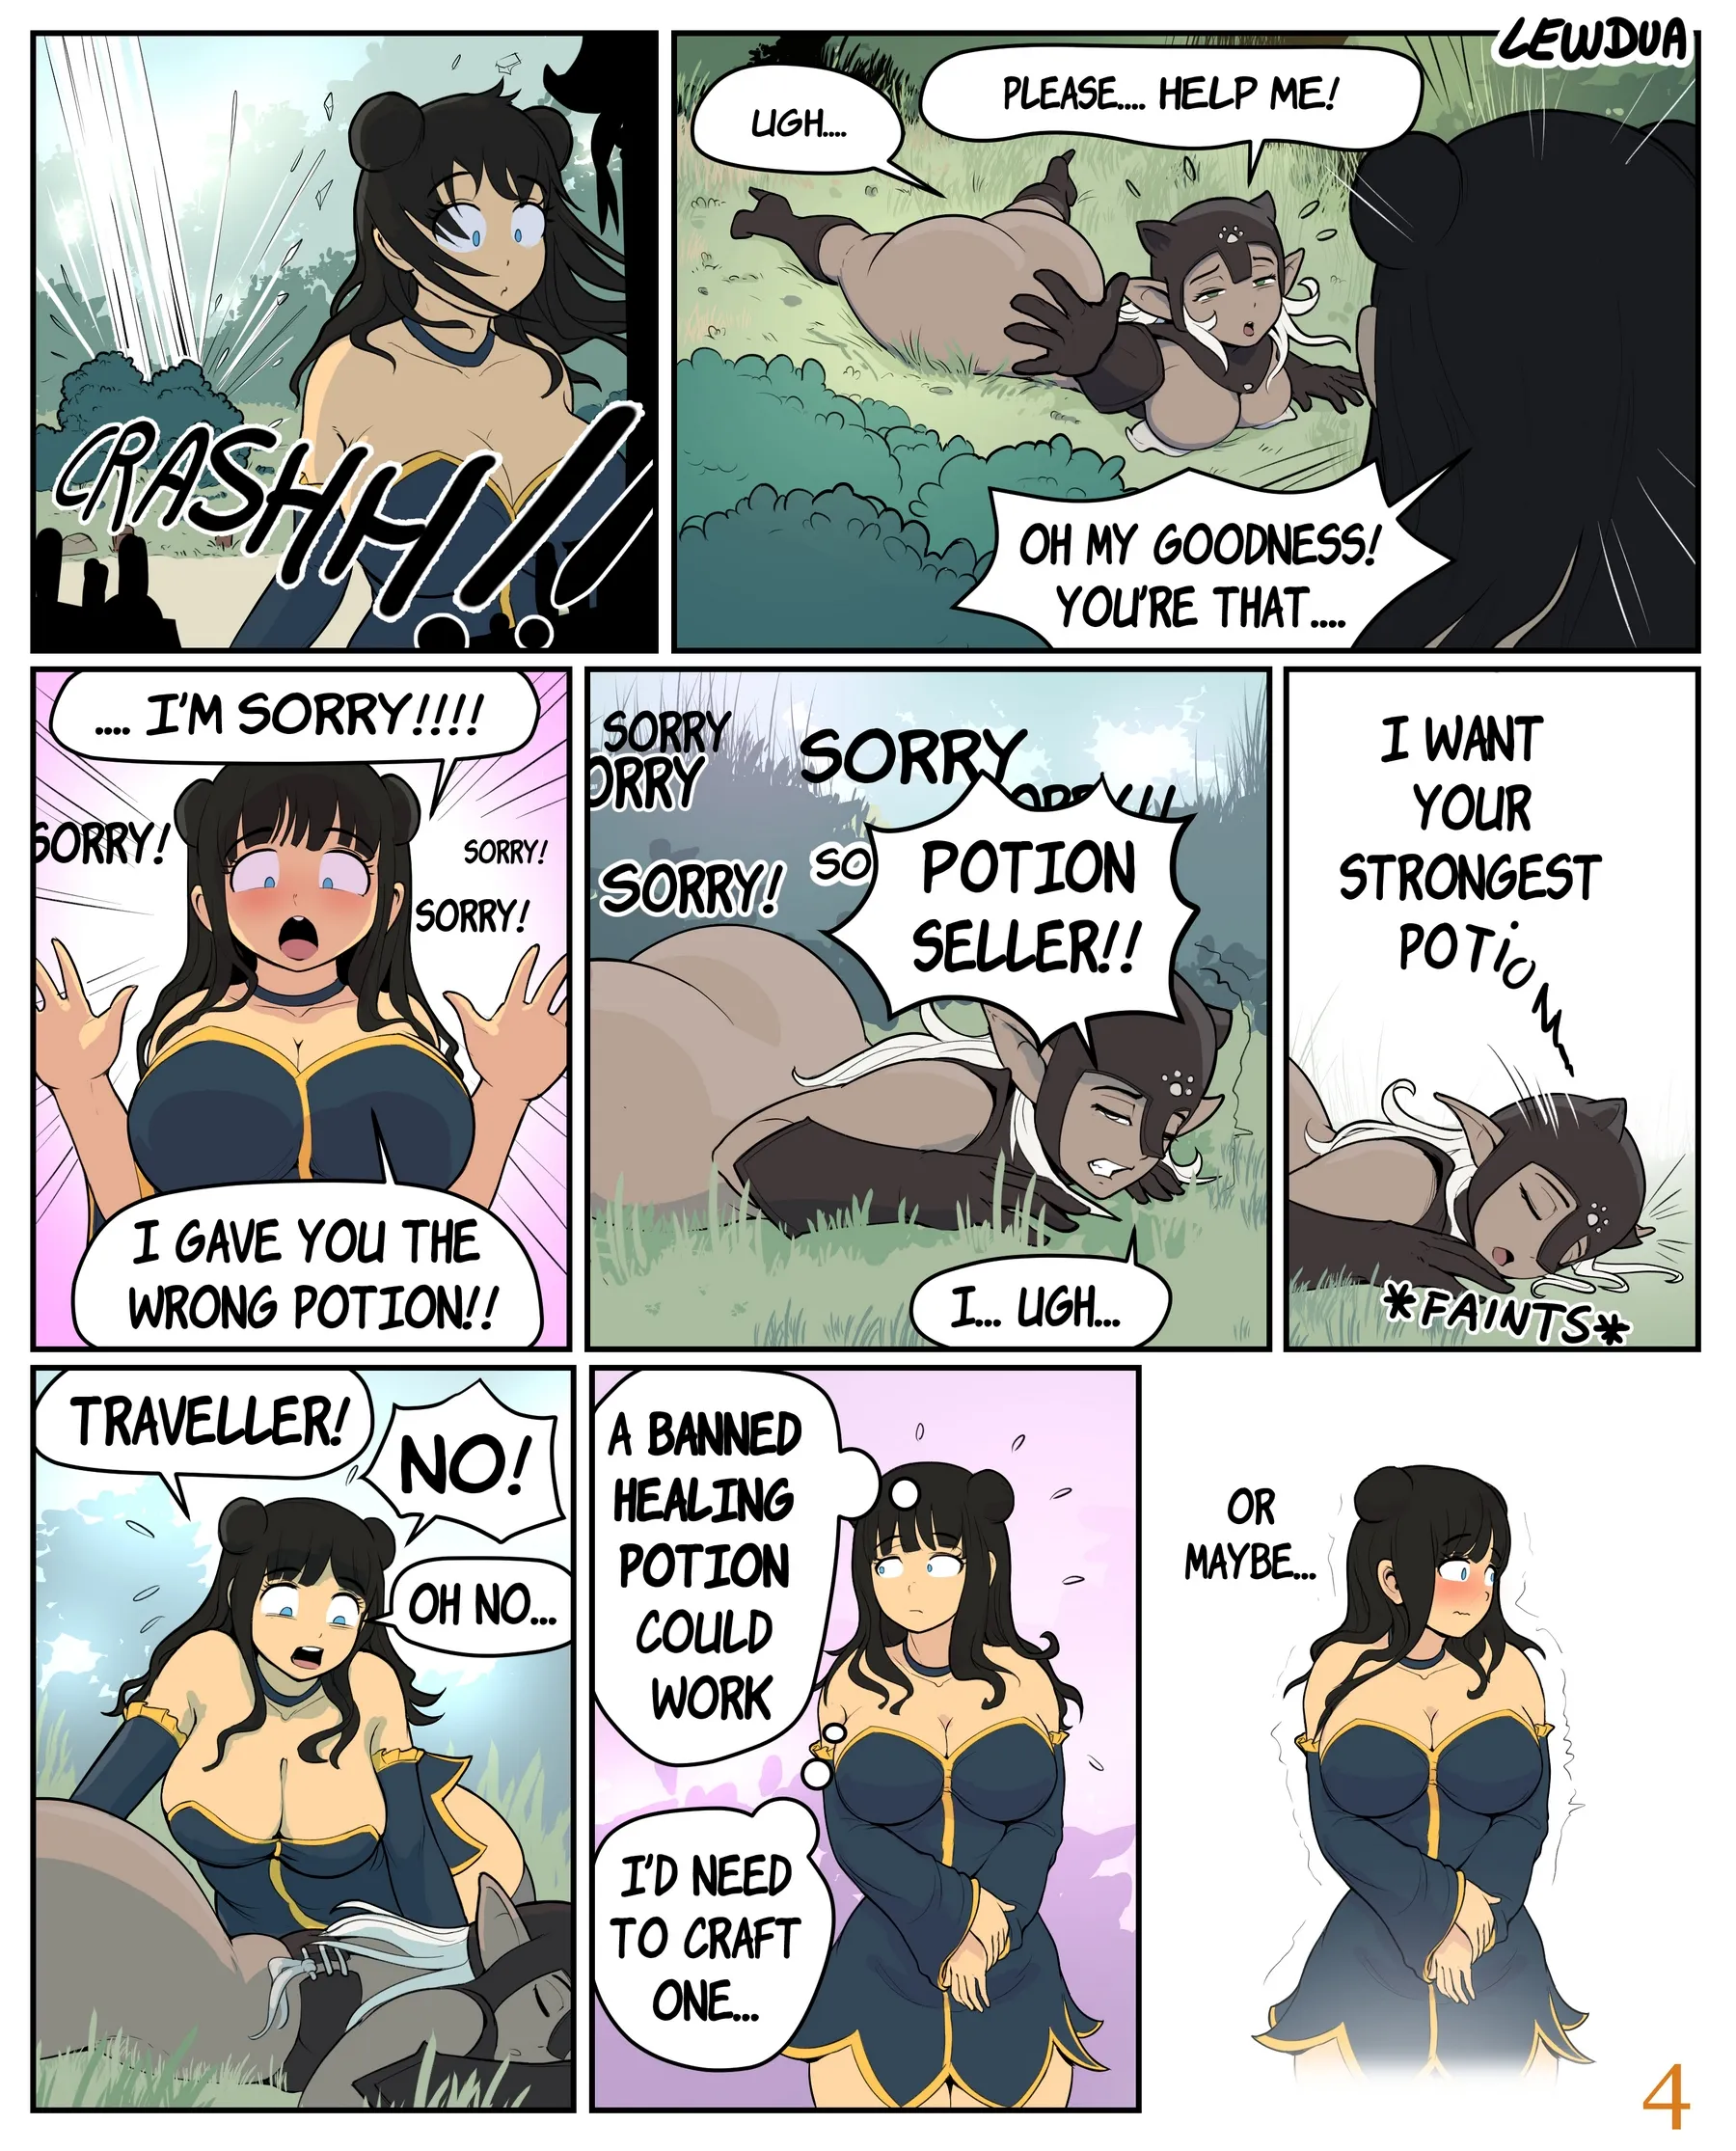 LEWDUA
CRASHH!!
UGH....
PLEASE.... HELP ME!
OH MY GOODNESS!
YOU'RE THAT....
.... I'M SORRY!!!!
SORRY!
SORRY!
SORRY!
I GAVE YOU THE
WRONG POTION!!
SORRY
ORRY
SORRY
SORRY!
SO
POTION
SELLER!!
I... UGH...
I WANT
YOUR
STRONGEST
POTION
*FAINTS*
TRAVELLER!
NO!
OH NO...
A BANNED
HEALING
POTION
COULD
WORK
I'D NEED
TO CRAFT
ONE...
OR
MAYBE...
4